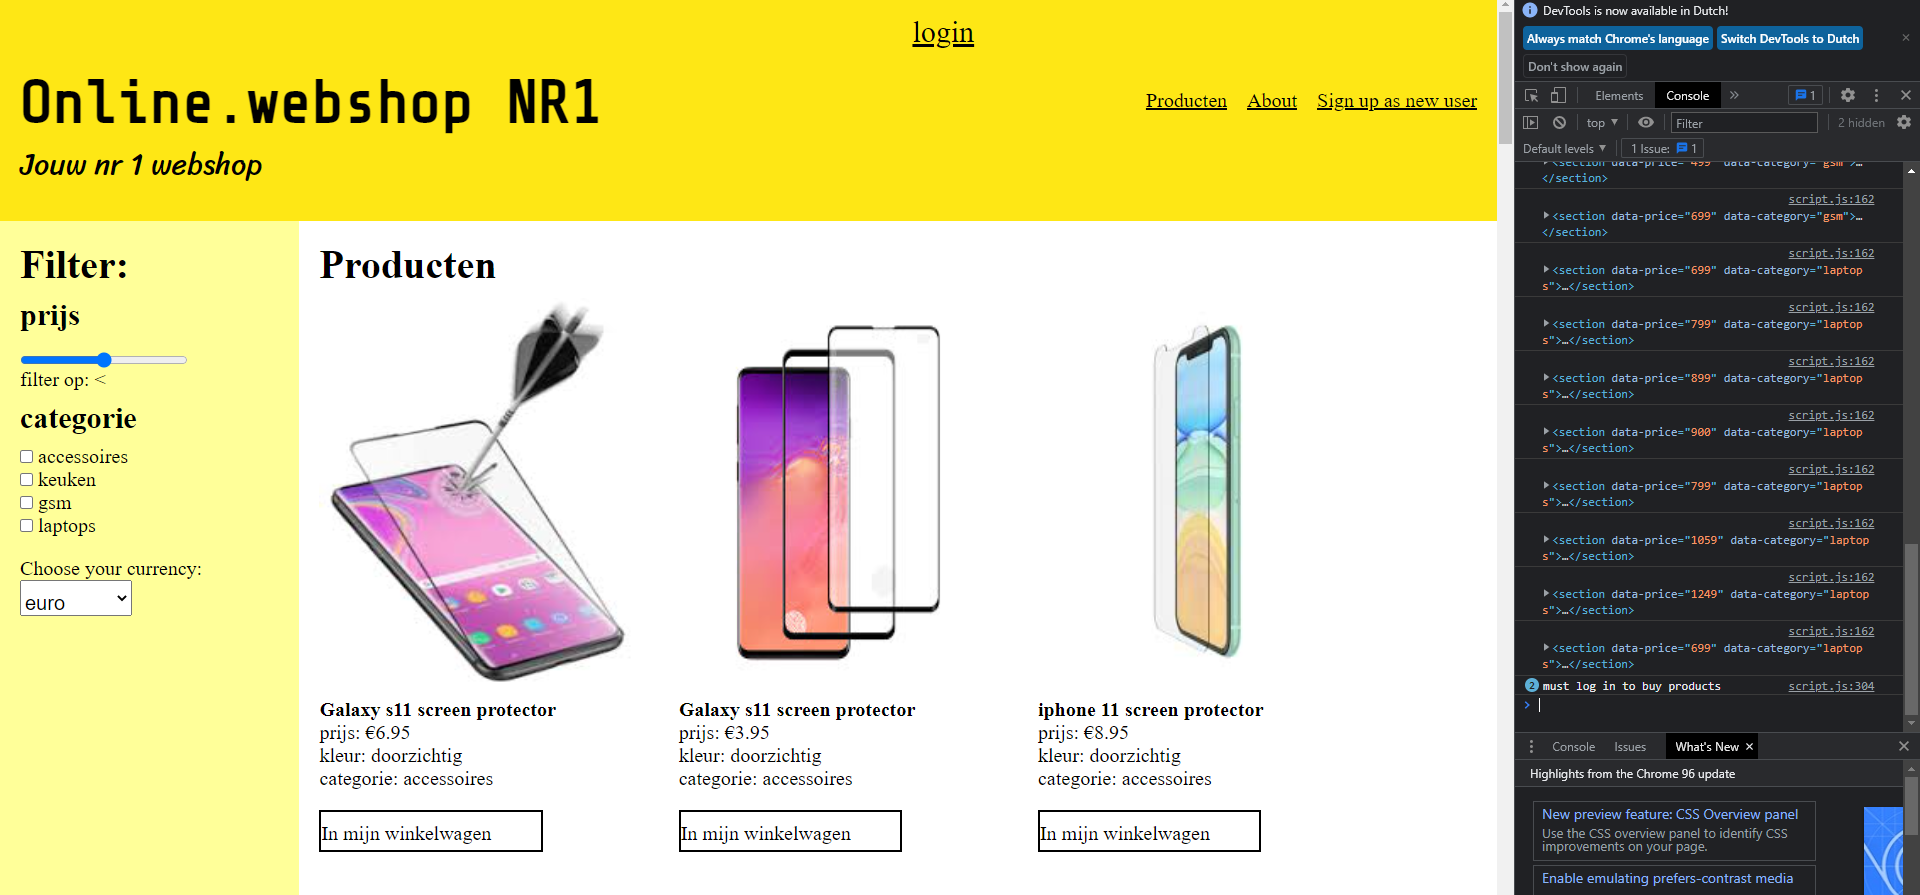 login
Online.webshop NR1
Producten About Sign up as new user
Jouw nr 1 webshop
Filter:
prijs
filter op: <
categorie
accessoires
keuken
gsm
laptops
Choose your currency:
euro
Producten
Galaxy s11 screen protector
prijs: €6.95
kleur: doorzichtig
categorie: accessoires
In mijn winkelwagen
Galaxy s11 screen protector
prijs: €3.95
kleur: doorzichtig
categorie: accessoires
In mijn winkelwagen
iphone 11 screen protector
prijs: €8.95
kleur: doorzichtig
categorie: accessoires
In mijn winkelwagen
DevTools is now available in Dutch!
Always match Chrome's language Switch DevTools to Dutch
Don't show again
Elements Console » 1
top Filter 2 hidden
Default levels 1 Issue: 1
<section data-price="499" data-category="gsm">…
</section>
script.js:162
<section data-price="699" data-category="gsm">…
</section>
script.js:162
<section data-price="699" data-category="laptop
s">…</section>
script.js:162
<section data-price="799" data-category="laptop
s">…</section>
script.js:162
<section data-price="899" data-category="laptop
s">…</section>
script.js:162
<section data-price="900" data-category="laptop
s">…</section>
script.js:162
<section data-price="799" data-category="laptop
s">…</section>
script.js:162
<section data-price="1059" data-category="laptop
s">…</section>
script.js:162
<section data-price="1249" data-category="laptop
s">…</section>
script.js:162
<section data-price="699" data-category="laptop
s">…</section>
2 must log in to buy products script.js:304
>
Console Issues What's New ×
Highlights from the Chrome 96 update
New preview feature: CSS Overview panel
Use the CSS overview panel to identify CSS
improvements on your page.
Enable emulating prefers-contrast media